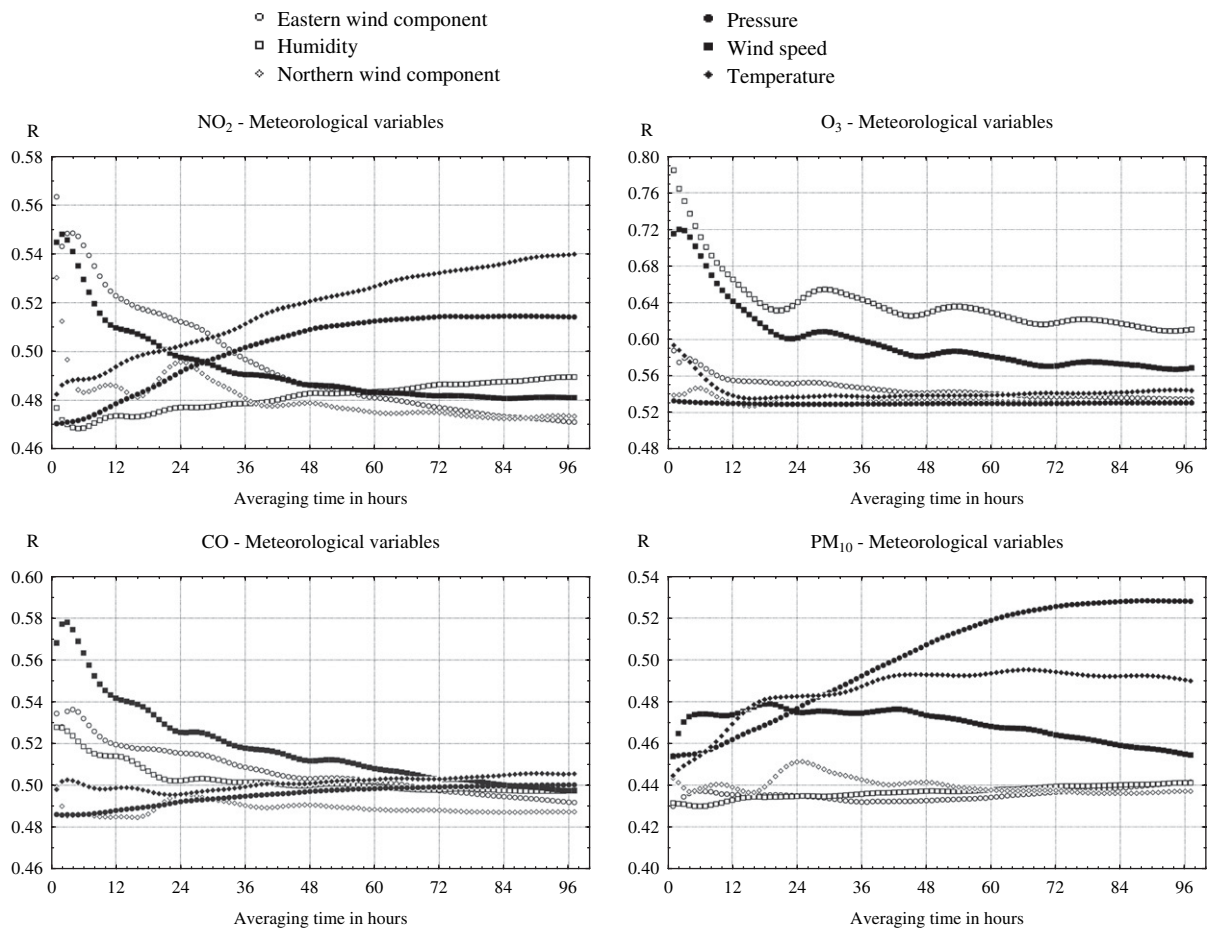 Eastern wind component
Humidity
Northern wind component
Pressure
Wind speed
Temperature
NO₂ - Meteorological variables
R
0.58
0.56
0.54
0.52
0.50
0.48
0.46
0 12 24 36 48 60 72 84 96
Averaging time in hours
O₃ - Meteorological variables
R
0.80
0.76
0.72
0.68
0.64
0.60
0.56
0.52
0.48
0 12 24 36 48 60 72 84 96
Averaging time in hours
CO - Meteorological variables
R
0.60
0.58
0.56
0.54
0.52
0.50
0.48
0.46
0 12 24 36 48 60 72 84 96
Averaging time in hours
PM₁₀ - Meteorological variables
R
0.54
0.52
0.50
0.48
0.46
0.44
0.42
0.40
0 12 24 36 48 60 72 84 96
Averaging time in hours